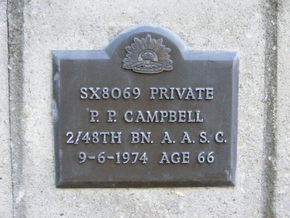 SX8069 PRIVATE
P. P. CAMPBELL
2/48TH BN. A. A. S. C.
9-6-1974 AGE 66